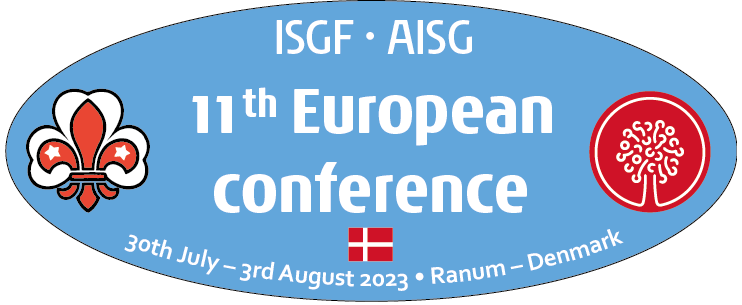 ISGF · AISG
11th European
conference
30th July – 3rd August 2023 • Ranum – Denmark